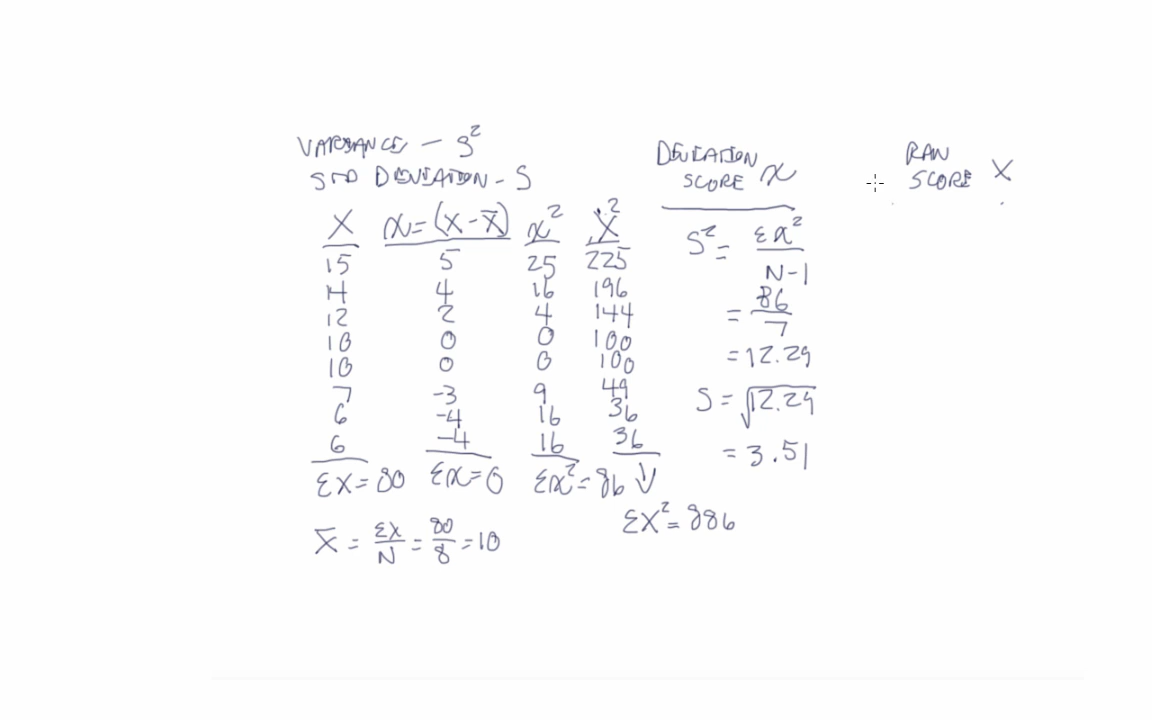 VARIANCE – S²
STD DEVIATION – S
X x=(X-X̄) x² X²
15 5 25 225
14 4 16 196
12 2 4 144
10 0 0 100
10 0 0 100
7 -3 9 49
6 -4 16 36
6 -4 16 36
ΣX=80 Σx=0 Σx²=86 ↓
ΣX²=886
X̄ = ΣX/N = 80/8 = 10
DEVIATION
SCORE x
S² = Σx²/N-1
= 86/7
= 12.29
S = √12.29
= 3.51
RAW
SCORE X